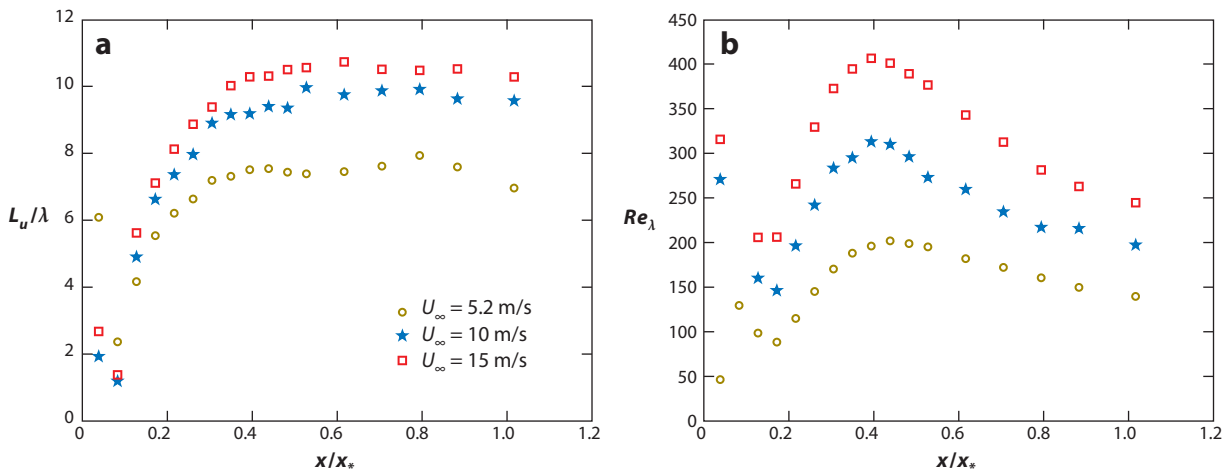 a
12
10
8
6
4
2
0
L_u/λ
0 0.2 0.4 0.6 0.8 1.0 1.2
x/x_*
U_∞ = 5.2 m/s
U_∞ = 10 m/s
U_∞ = 15 m/s
b
450
400
350
300
250
200
150
100
50
0
Re_λ
0 0.2 0.4 0.6 0.8 1.0 1.2
x/x_*